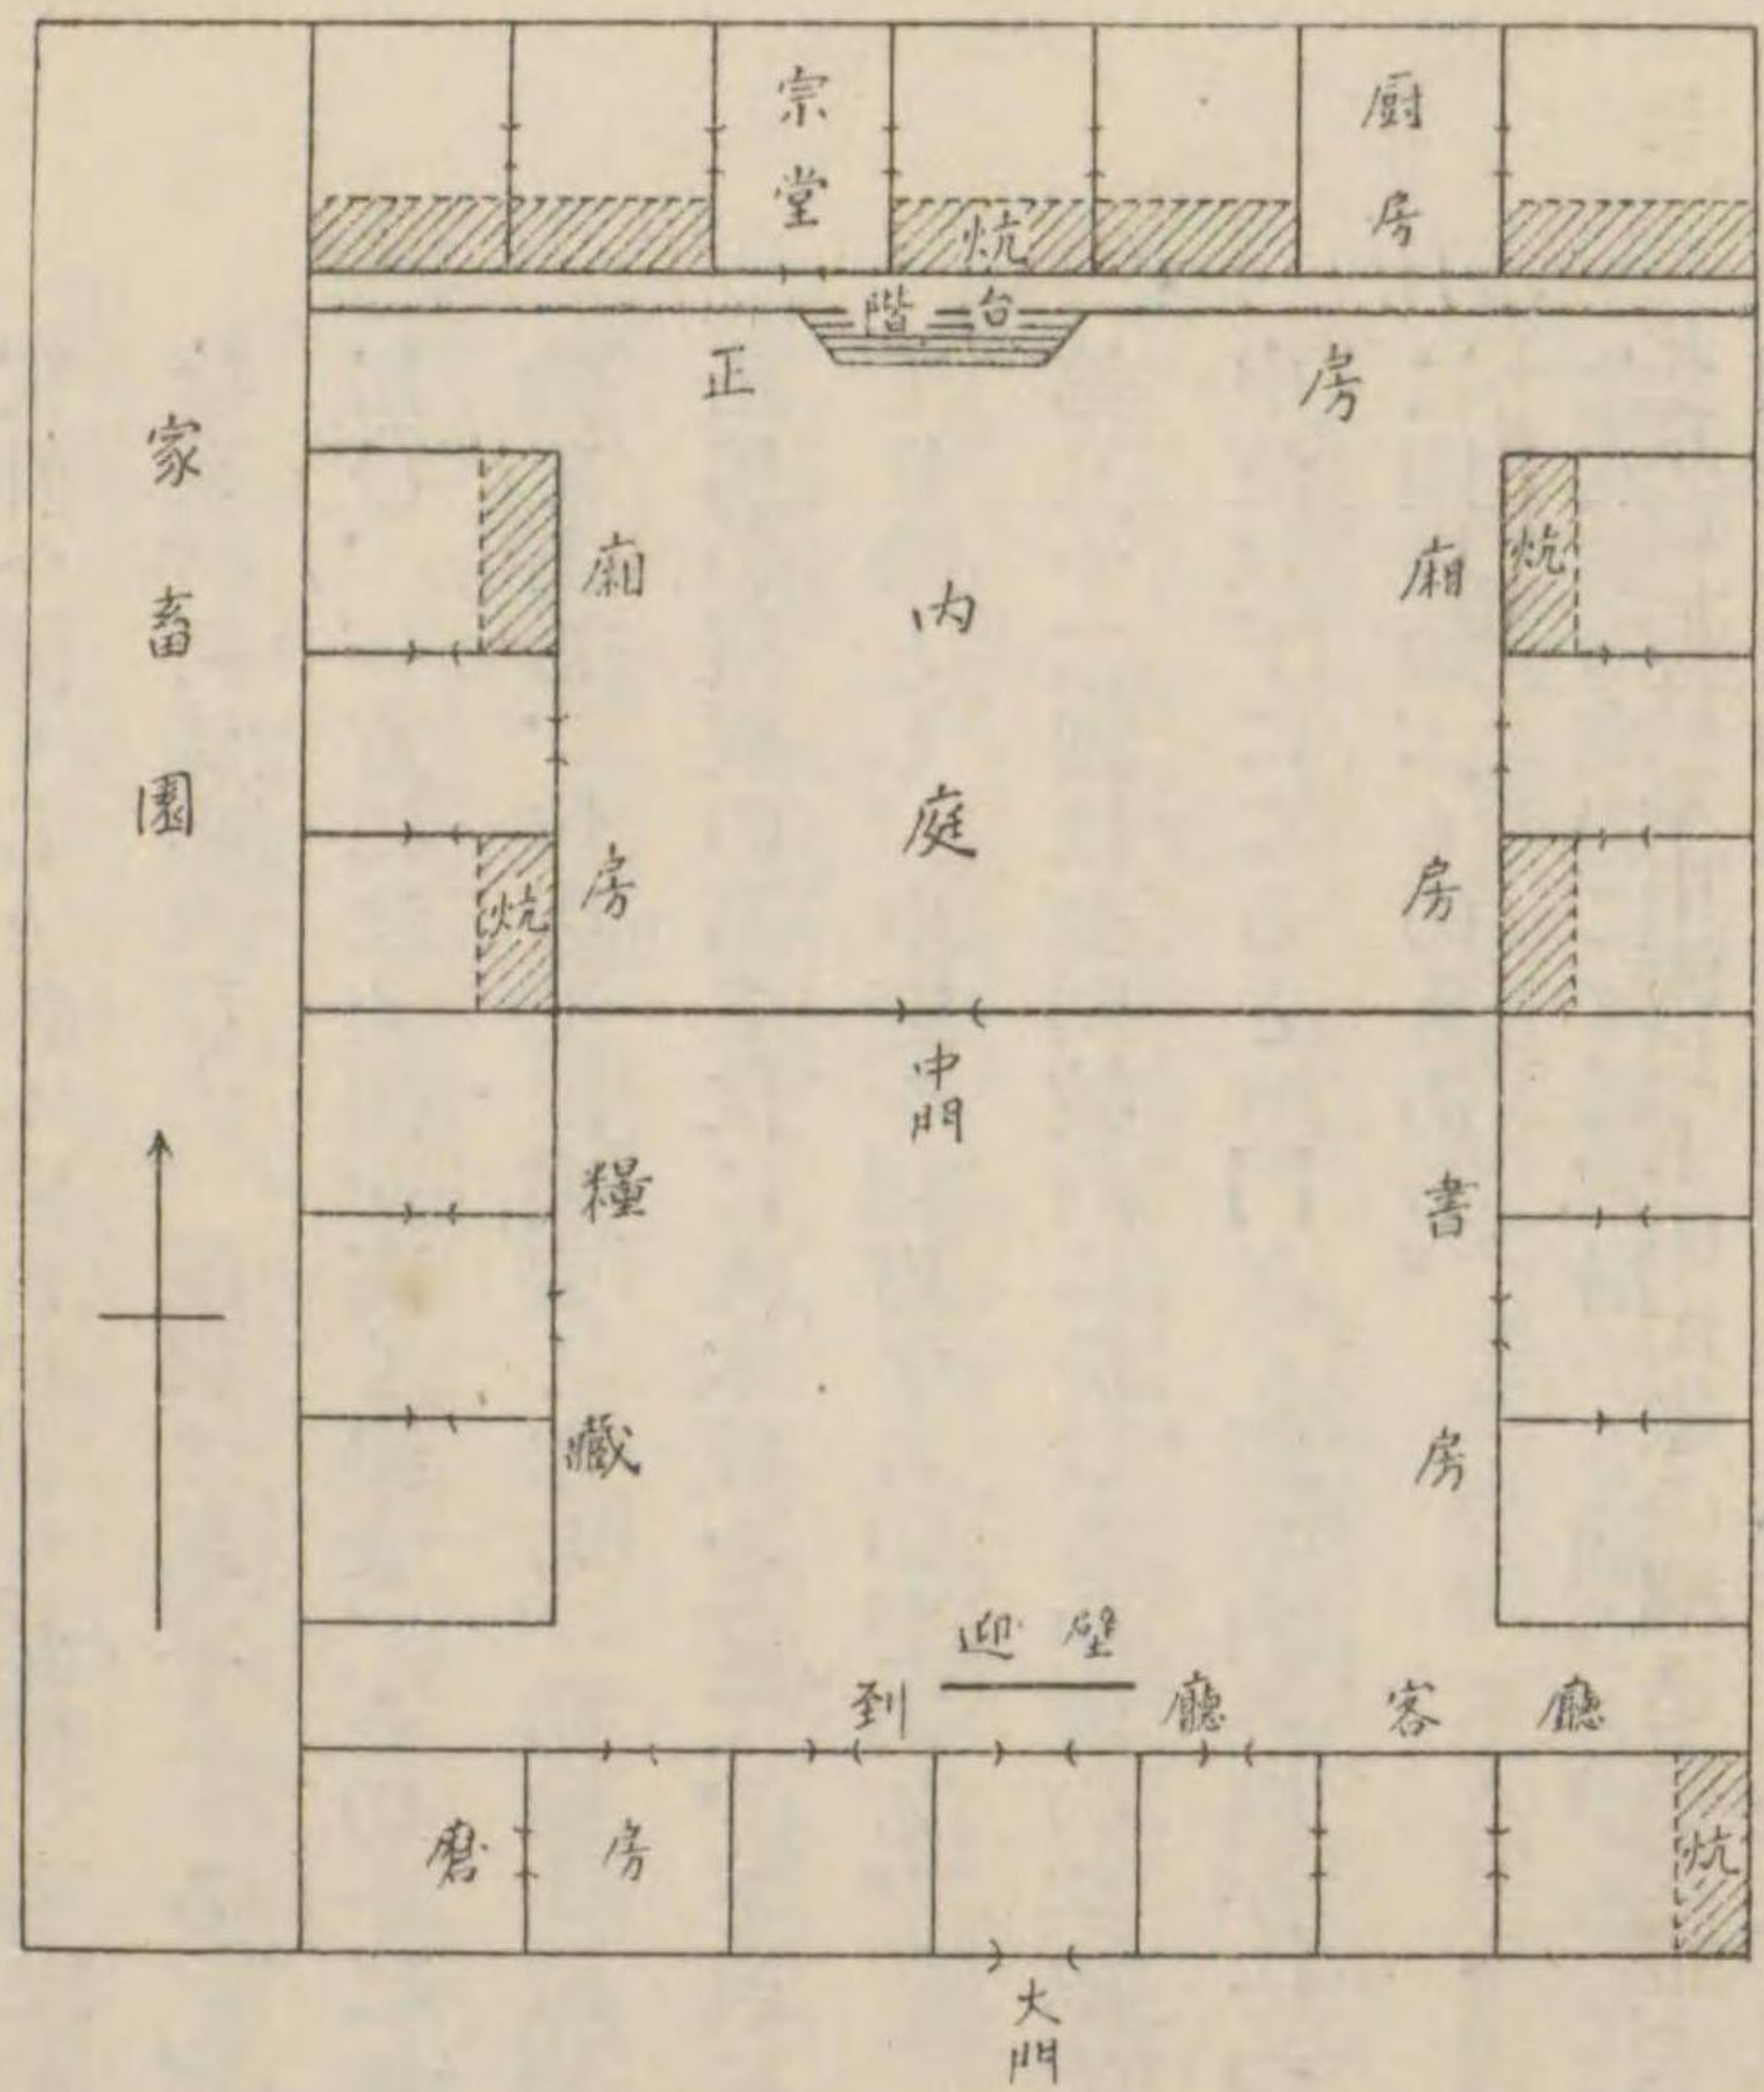 宗堂
厨房
炕
階台
正房
家畜園
廂房
炕
内庭
廂房
炕
中門
糧藏
書房
迎壁
到廳
客廳
磨房
炕
大門